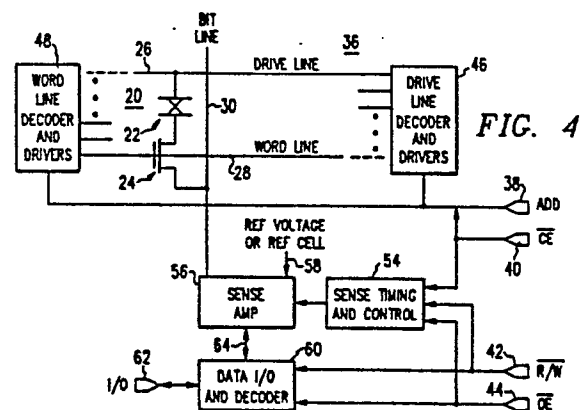 48
BIT
LINE
26
DRIVE LINE
36
46
WORD
LINE
DECODER
AND
DRIVERS
20
22
30
24
WORD LINE
28
DRIVE
LINE
DECODER
AND
DRIVERS
FIG. 4
38
ADD
CE
40
REF VOLTAGE
OR REF CELL
58
54
56
SENSE
AMP
SENSE TIMING
AND CONTROL
64
60
62
I/O
DATA I/O
AND DECODER
42
R/W
44
OE